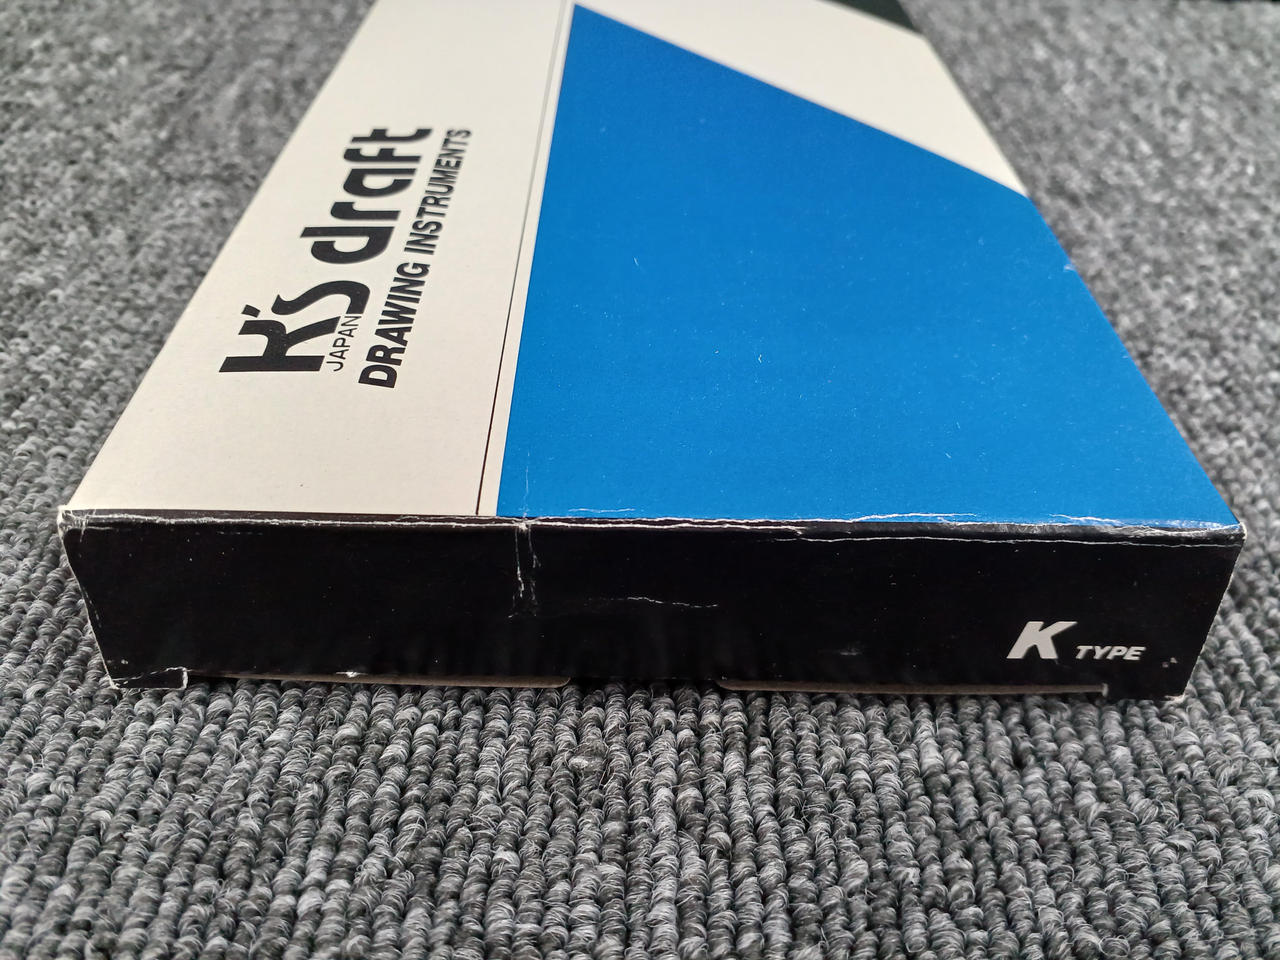 K's draft
JAPAN
DRAWING INSTRUMENTS
K TYPE